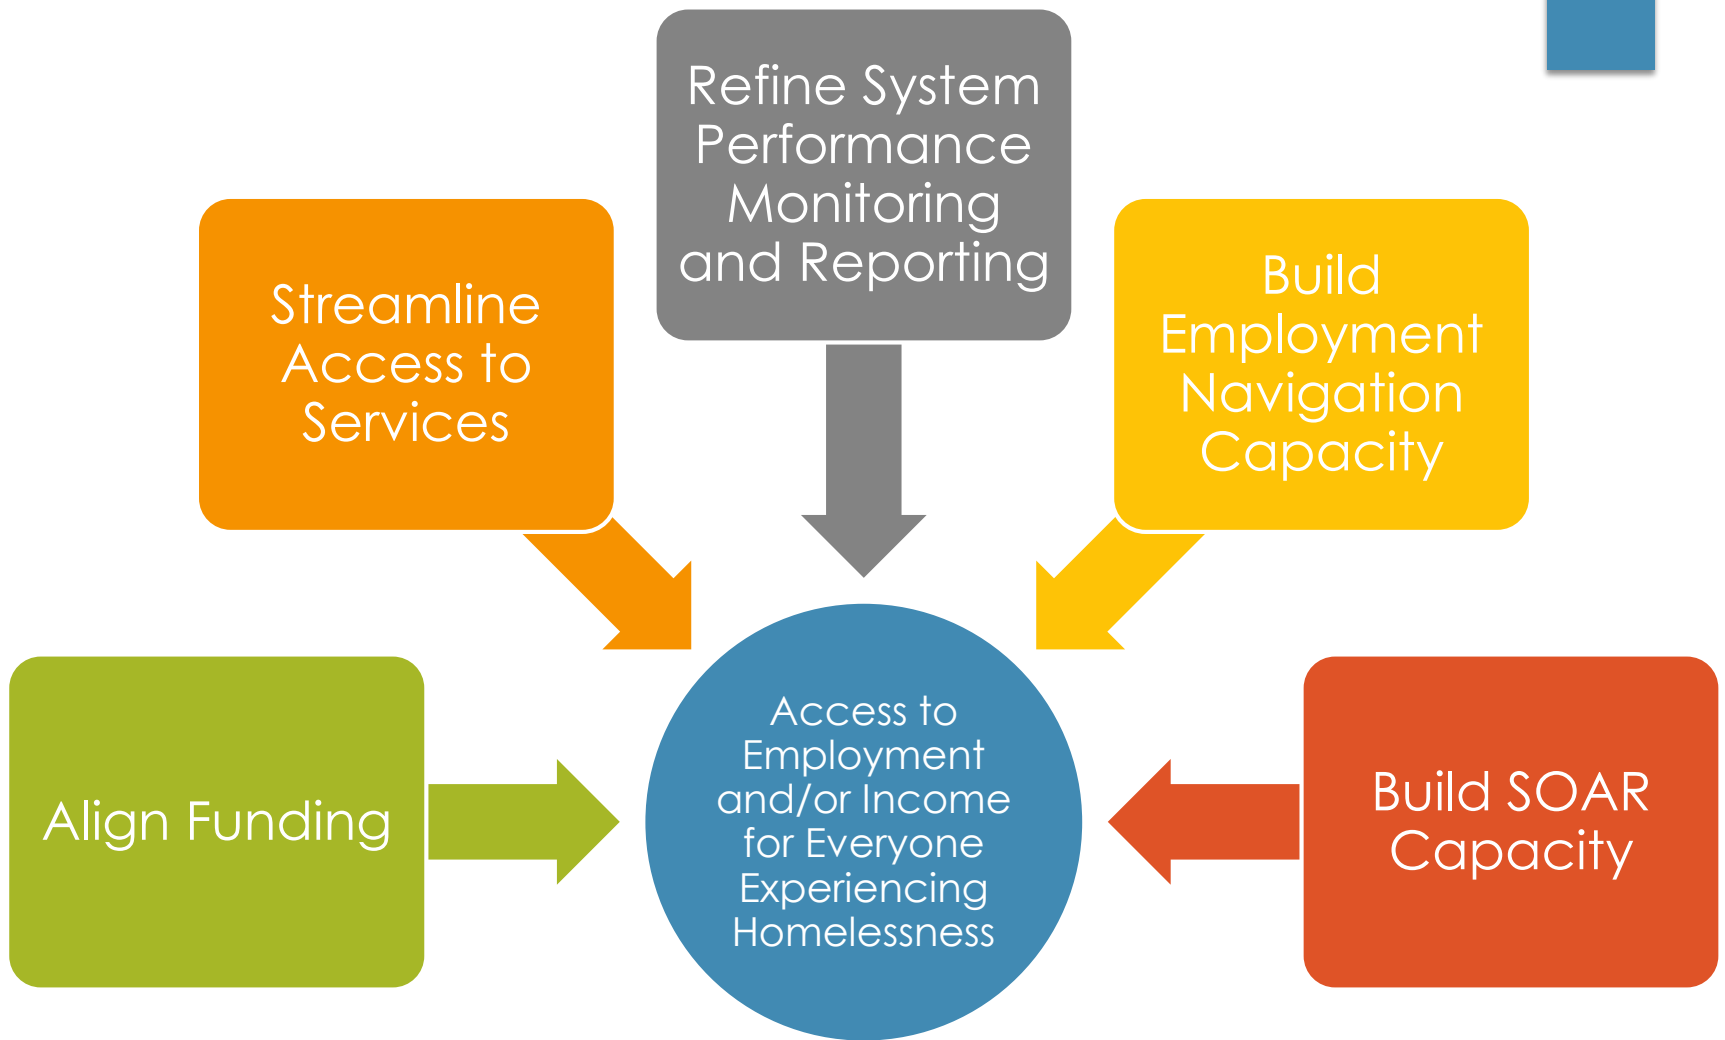 Refine System
Performance
Monitoring
and Reporting
Streamline
Access to
Services
Build
Employment
Navigation
Capacity
Align Funding
Access to
Employment
and/or Income
for Everyone
Experiencing
Homelessness
Build SOAR
Capacity